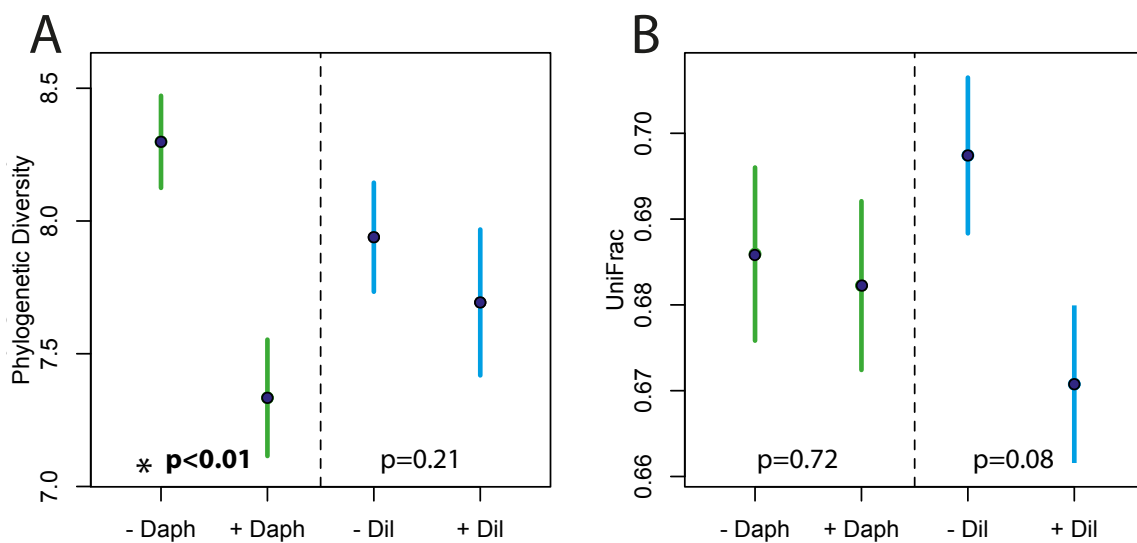 A
Phylogenetic Diversity
8.5
8.0
7.5
7.0
* p<0.01
p=0.21
- Daph
+ Daph
- Dil
+ Dil
B
UniFrac
0.70
0.69
0.68
0.67
0.66
p=0.72
p=0.08
- Daph
+ Daph
- Dil
+ Dil